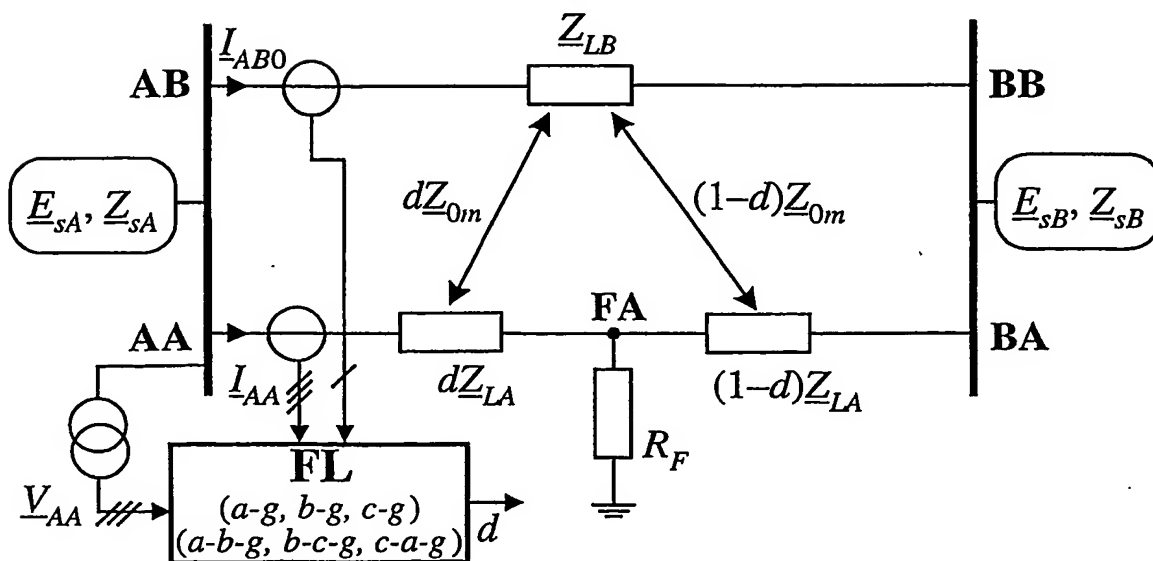 I_AB0
Z_LB
AB
BB
E_sA, Z_sA
dZ_0m
(1–d)Z_0m
E_sB, Z_sB
AA
FA
BA
I_AA
dZ_LA
(1–d)Z_LA
R_F
V_AA
FL
(a-g, b-g, c-g)
(a-b-g, b-c-g, c-a-g)
d